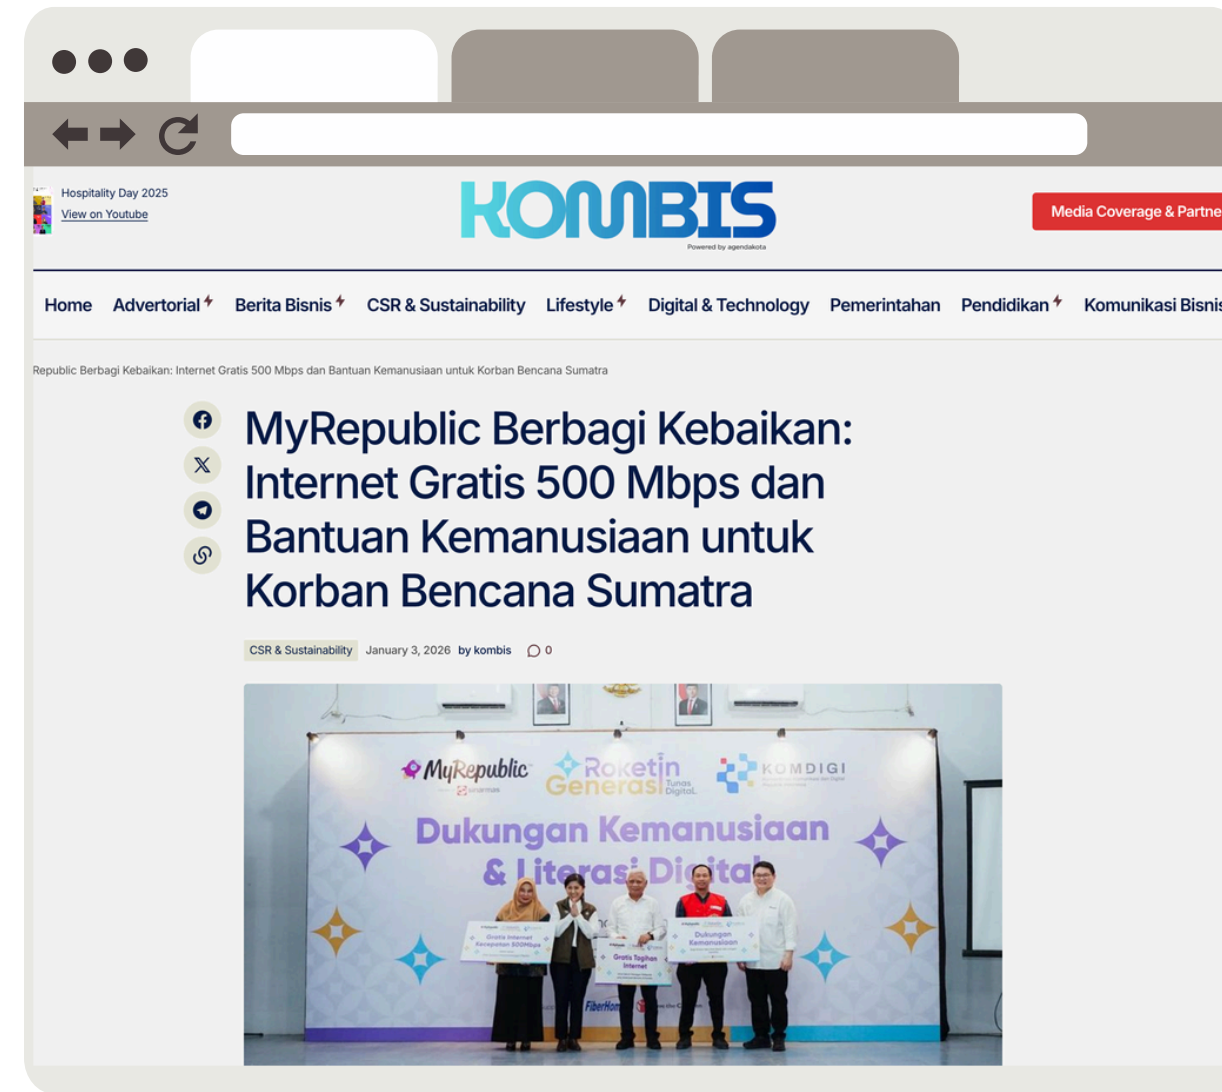 Hospitality Day 2025
View on Youtube
KOMBIS
Powered by agendakota
Media Coverage & Partne
Home Advertorial Berita Bisnis CSR & Sustainability Lifestyle Digital & Technology Pemerintahan Pendidikan Komunikasi Bisnis
Republic Berbagi Kebaikan: Internet Gratis 500 Mbps dan Bantuan Kemanusiaan untuk Korban Bencana Sumatra
MyRepublic Berbagi Kebaikan:
Internet Gratis 500 Mbps dan
Bantuan Kemanusiaan untuk
Korban Bencana Sumatra
CSR & Sustainability January 3, 2026 by kombis 0
MyRepublic
sinarmas
Roketin
Generasi Tunas
Digital.
KOMDIGI
Dukungan Kemanusiaan
& Literasi Digital
Gratis Internet
Kecepatan 500Mbps
Gratis Tagihan
Internet
Dukungan
Kemanusiaan
FiberHom